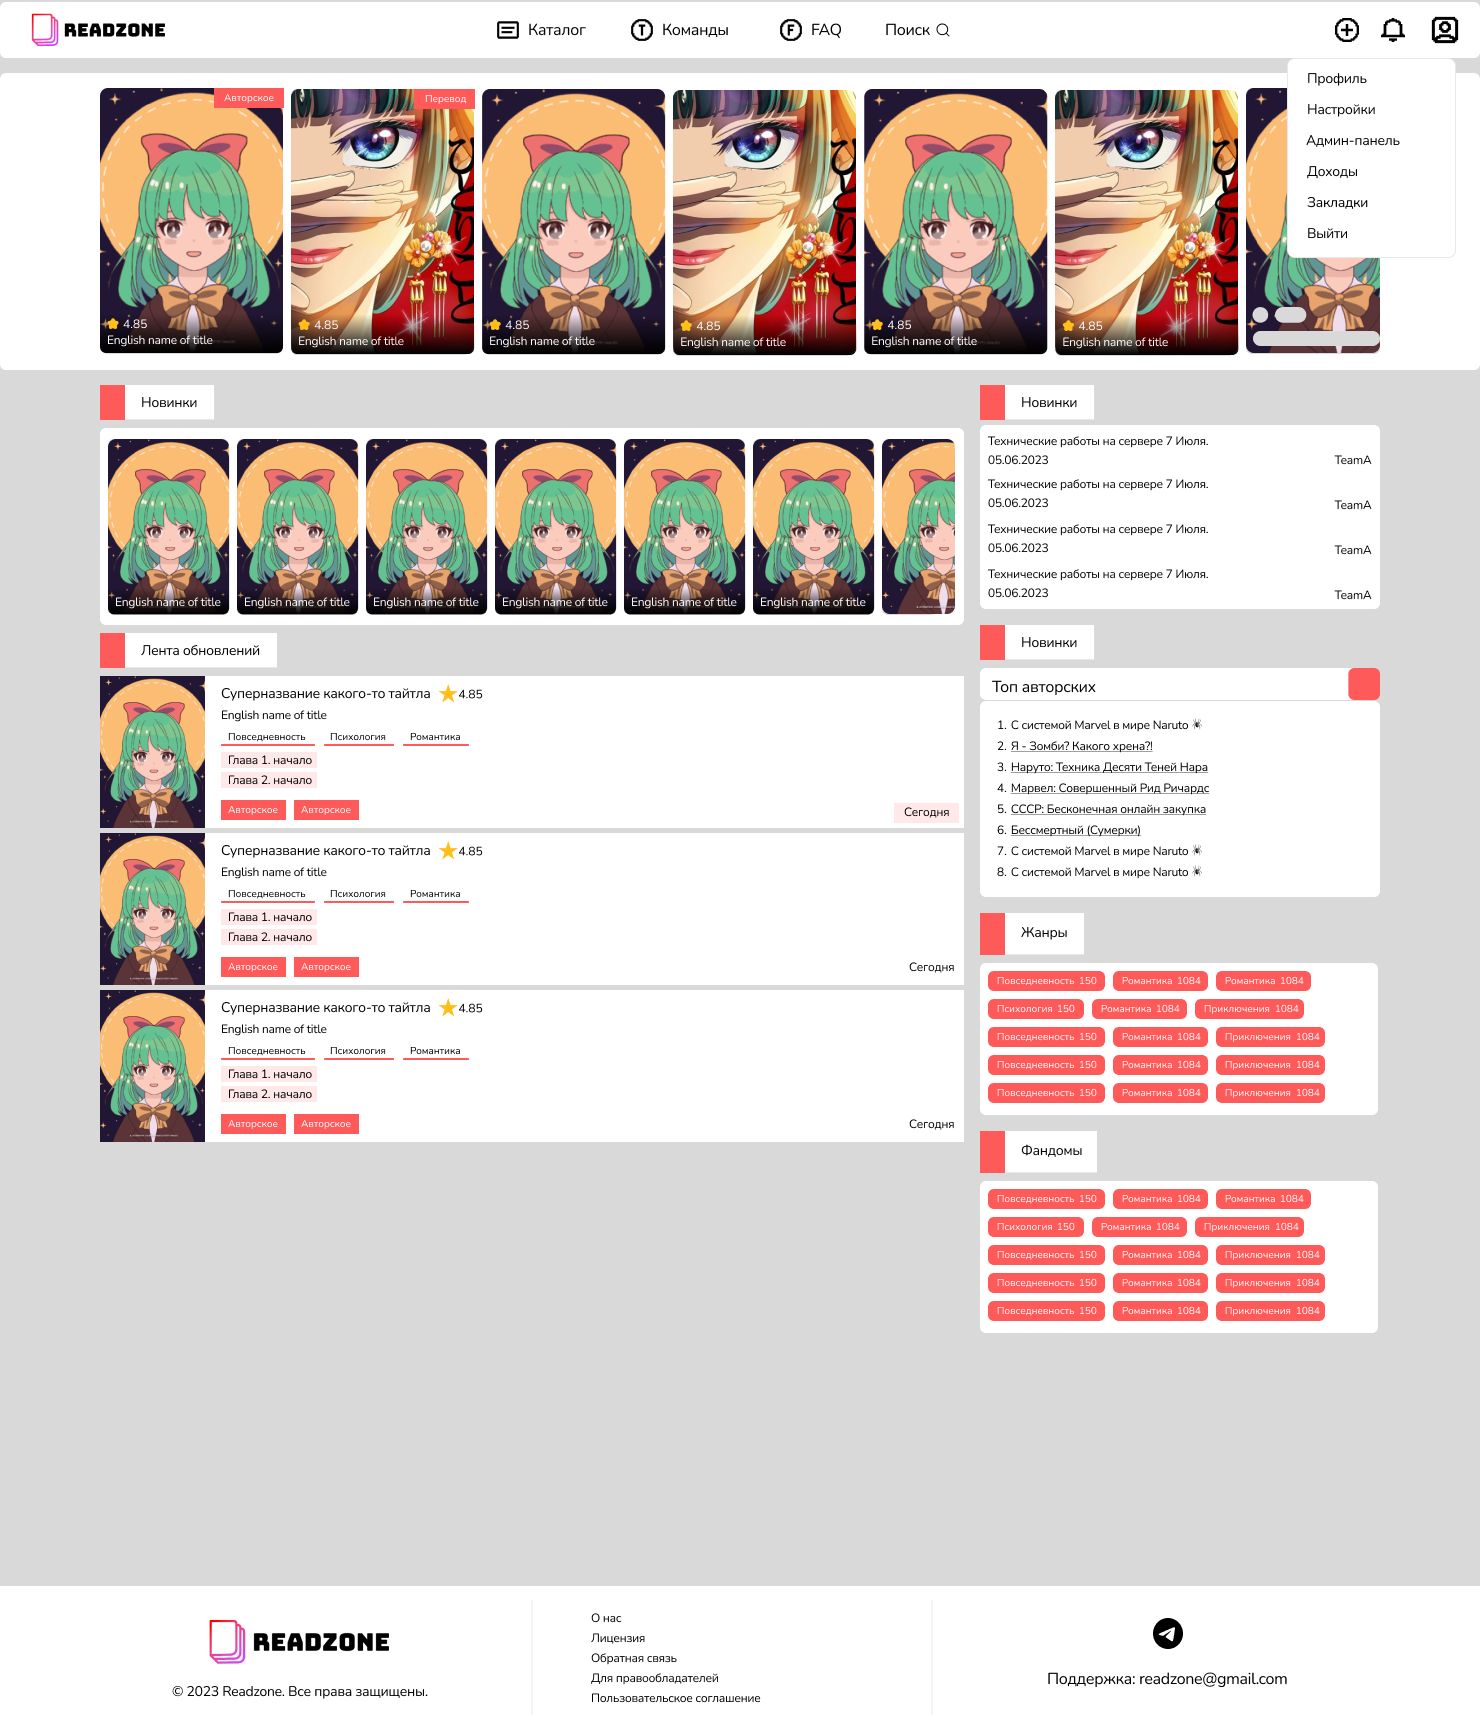 READZONE
Каталог
Команды
FAQ
Поиск
Профиль
Настройки
Админ-панель
Доходы
Закладки
Выйти
Авторское
Перевод
4.85
English name of title
4.85
English name of title
4.85
English name of title
4.85
English name of title
4.85
English name of title
4.85
English name of title
Новинки
English name of title
English name of title
English name of title
English name of title
English name of title
English name of title
Лента обновлений
Суперназвание какого-то тайтла 4.85
English name of title
Повседневность Психология Романтика
Глава 1. начало
Глава 2. начало
Авторское Авторское
Сегодня
Суперназвание какого-то тайтла 4.85
English name of title
Повседневность Психология Романтика
Глава 1. начало
Глава 2. начало
Авторское Авторское
Сегодня
Суперназвание какого-то тайтла 4.85
English name of title
Повседневность Психология Романтика
Глава 1. начало
Глава 2. начало
Авторское Авторское
Сегодня
Новинки
Технические работы на сервере 7 Июля.
05.06.2023 TeamA
Технические работы на сервере 7 Июля.
05.06.2023 TeamA
Технические работы на сервере 7 Июля.
05.06.2023 TeamA
Технические работы на сервере 7 Июля.
05.06.2023 TeamA
Новинки
Топ авторских
1. С системой Marvel в мире Naruto 🕷
2. Я - Зомби? Какого хрена?!
3. Наруто: Техника Десяти Теней Нара
4. Марвел: Совершенный Рид Ричардс
5. СССР: Бесконечная онлайн закупка
6. Бессмертный (Сумерки)
7. С системой Marvel в мире Naruto 🕷
8. С системой Marvel в мире Naruto 🕷
Жанры
Повседневность 150 Романтика 1084 Романтика 1084
Психология 150 Романтика 1084 Приключения 1084
Повседневность 150 Романтика 1084 Приключения 1084
Повседневность 150 Романтика 1084 Приключения 1084
Повседневность 150 Романтика 1084 Приключения 1084
Фандомы
Повседневность 150 Романтика 1084 Романтика 1084
Психология 150 Романтика 1084 Приключения 1084
Повседневность 150 Романтика 1084 Приключения 1084
Повседневность 150 Романтика 1084 Приключения 1084
Повседневность 150 Романтика 1084 Приключения 1084
READZONE
© 2023 Readzone. Все права защищены.
О нас
Лицензия
Обратная связь
Для правообладателей
Пользовательское соглашение
Поддержка: readzone@gmail.com